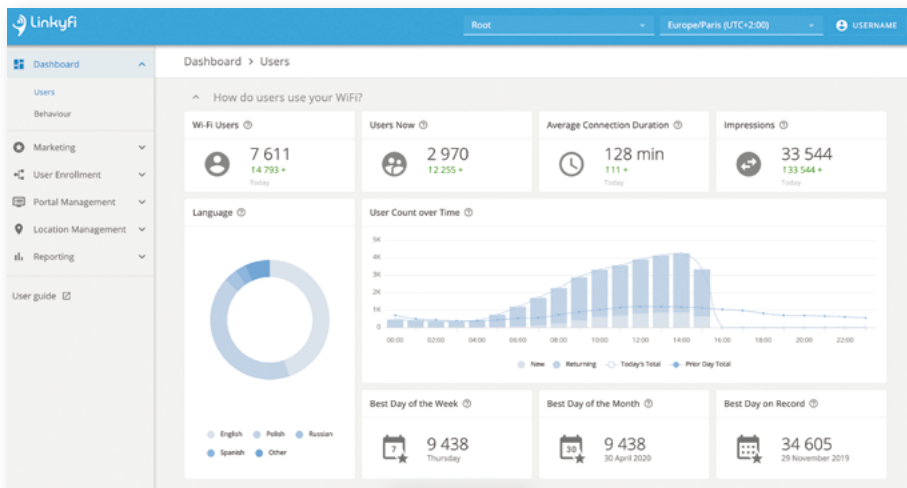 Linkyfi
Root
Europe/Paris (UTC+2:00)
USERNAME
Dashboard
Users
Behaviour
Marketing
User Enrollment
Portal Management
Location Management
Reporting
User guide
Dashboard > Users
How do users use your WiFi?
Wi-Fi Users
7 611
↑4 793 +
Today
Users Now
2 970
↑2 255 +
Average Connection Duration
128 min
↑11 +
Today
Impressions
33 544
↑33 544 +
Today
Language
English Polish Russian
Spanish Other
User Count over Time
5K
4K
3K
2K
1K
0
00:00 02:00 04:00 06:00 08:00 10:00 12:00 14:00 16:00 18:00 20:00 22:00
New Returning Today's Total Prior Day Total
Best Day of the Week
7
9 438
Thursday
Best Day of the Month
30
9 438
30 April 2020
Best Day on Record
34 605
29 November 2019